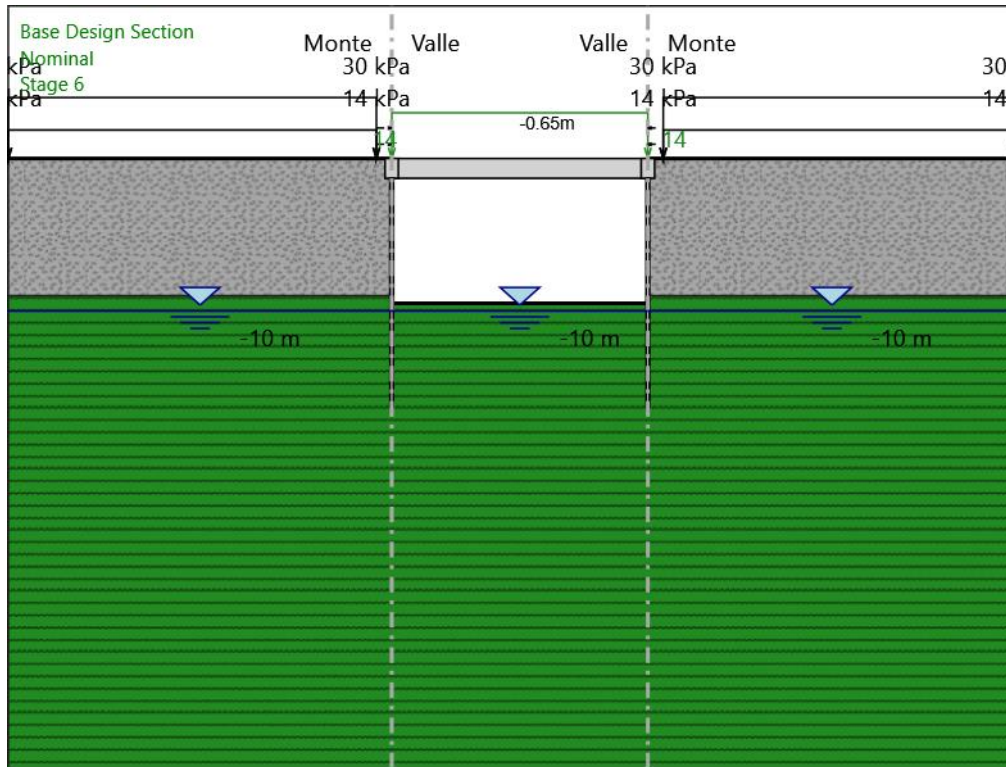 Base Design Section
Nominal
Stage 6
Monte Valle Valle Monte
kPa 30 kPa 30 kPa 30
kPa 14 kPa 14 kPa 14
-0.65m
14 14
-10 m -10 m -10 m